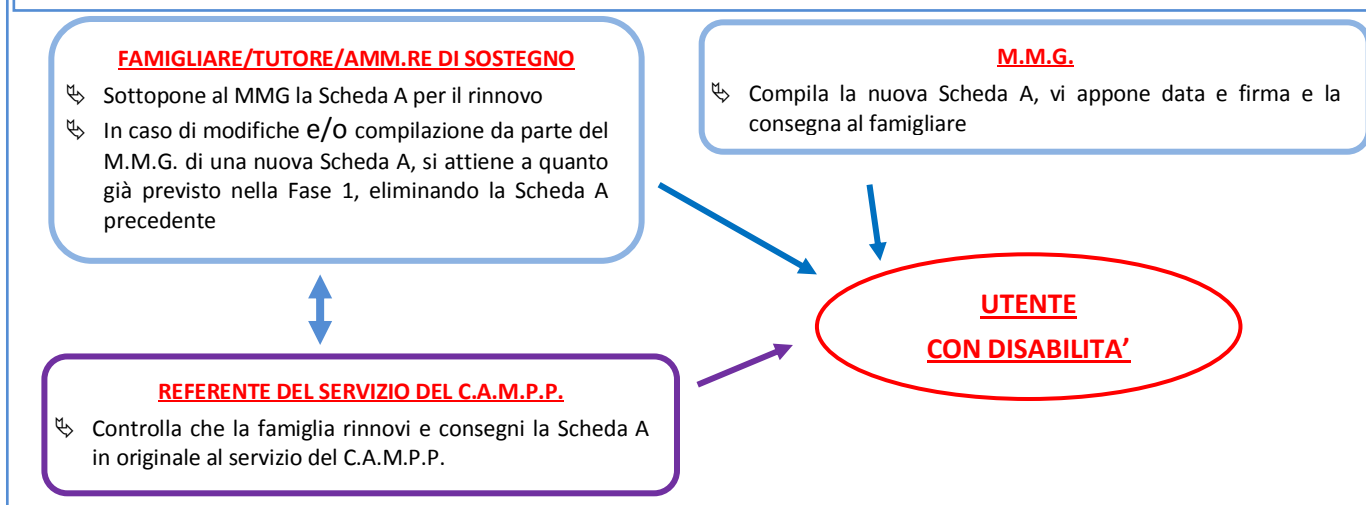 FAMIGLIARE/TUTORE/AMM.RE DI SOSTEGNO
Sottopone al MMG la Scheda A per il rinnovo
In caso di modifiche e/o compilazione da parte del
M.M.G. di una nuova Scheda A, si attiene a quanto
già previsto nella Fase 1, eliminando la Scheda A
precedente
M.M.G.
Compila la nuova Scheda A, vi appone data e firma e la
consegna al famigliare
UTENTE
CON DISABILITA’
REFERENTE DEL SERVIZIO DEL C.A.M.P.P.
Controlla che la famiglia rinnovi e consegni la Scheda A
in originale al servizio del C.A.M.P.P.